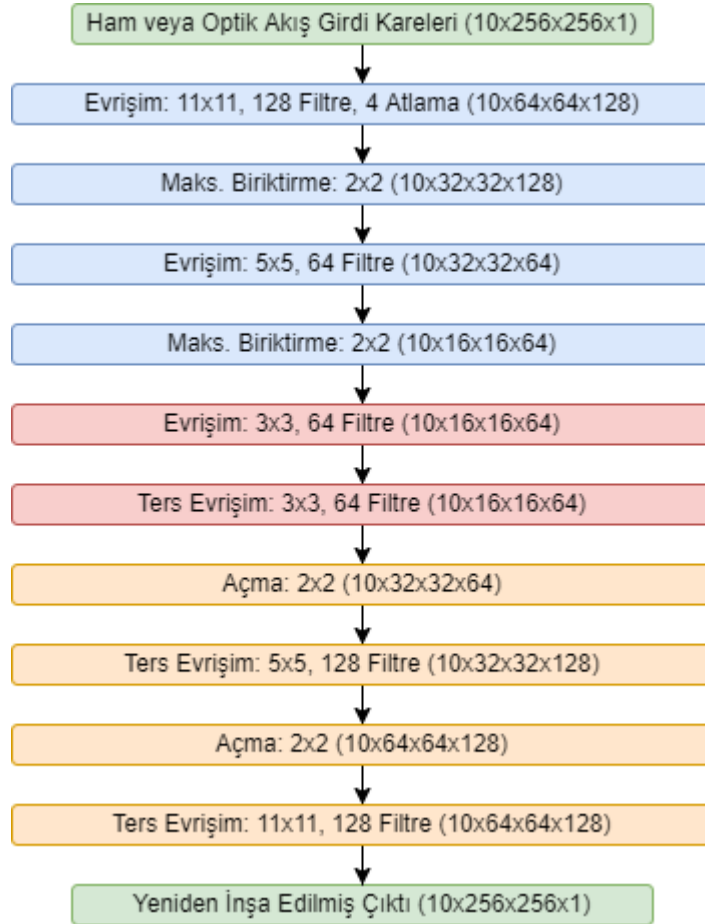 Ham veya Optik Akış Girdi Kareleri (10x256x256x1)
Evrişim: 11x11, 128 Filtre, 4 Atlama (10x64x64x128)
Maks. Biriktirme: 2x2 (10x32x32x128)
Evrişim: 5x5, 64 Filtre (10x32x32x64)
Maks. Biriktirme: 2x2 (10x16x16x64)
Evrişim: 3x3, 64 Filtre (10x16x16x64)
Ters Evrişim: 3x3, 64 Filtre (10x16x16x64)
Açma: 2x2 (10x32x32x64)
Ters Evrişim: 5x5, 128 Filtre (10x32x32x128)
Açma: 2x2 (10x64x64x128)
Ters Evrişim: 11x11, 128 Filtre (10x64x64x128)
Yeniden İnşa Edilmiş Çıktı (10x256x256x1)